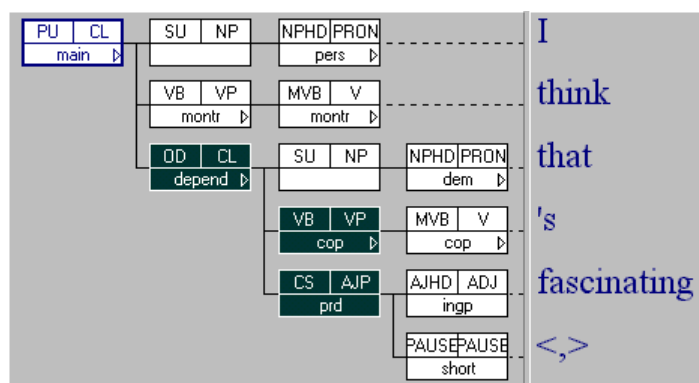 PU CL SU NP NPHD PRON I
main pers
VB VP MVB V think
montr montr
OD CL SU NP NPHD PRON that
depend dem
VB VP MVB V 's
cop cop
CS AJP AJHD ADJ fascinating
prd ingp
PAUSE PAUSE <,>
short